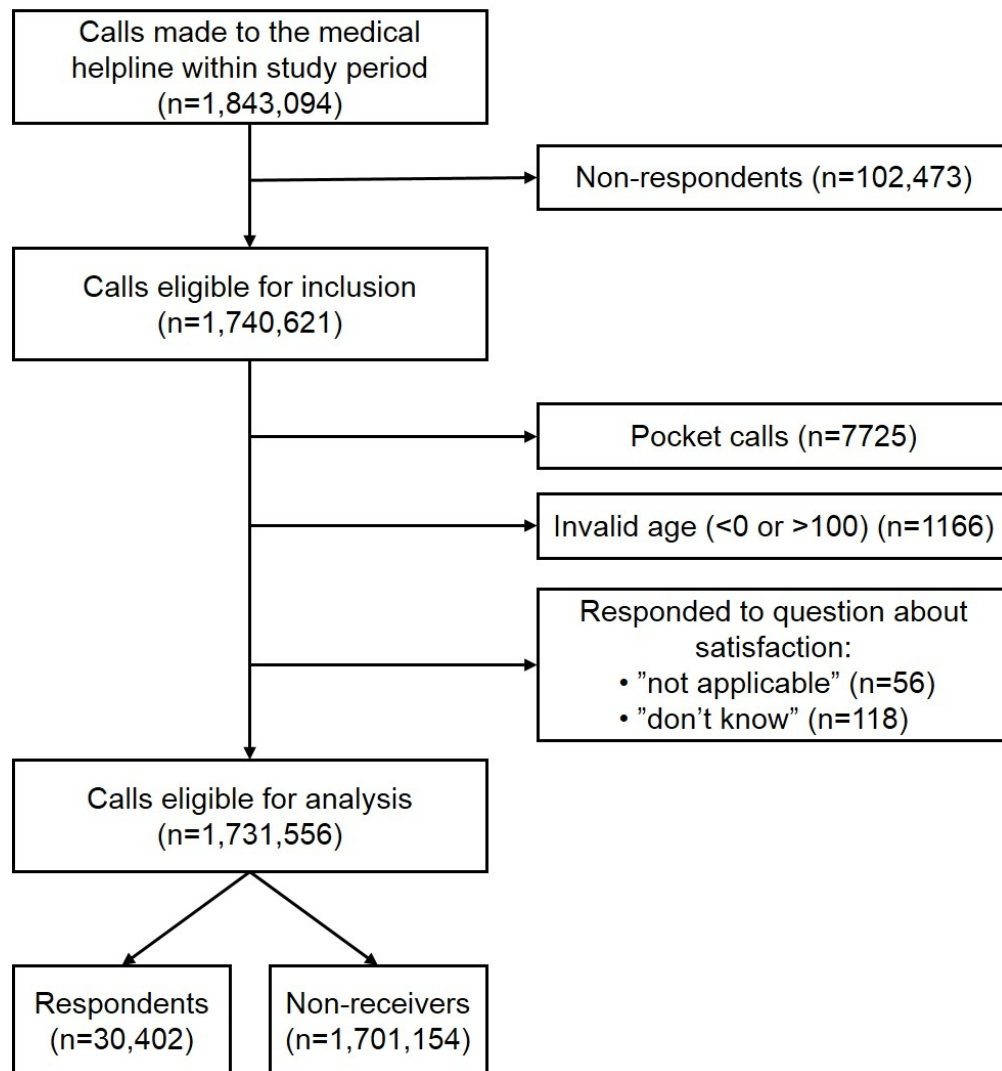 Calls made to the medical
helpline within study period
(n=1,843,094)
Non-respondents (n=102,473)
Calls eligible for inclusion
(n=1,740,621)
Pocket calls (n=7725)
Invalid age (<0 or >100) (n=1166)
Responded to question about
satisfaction:
• ”not applicable” (n=56)
• ”don’t know” (n=118)
Calls eligible for analysis
(n=1,731,556)
Respondents
(n=30,402)
Non-receivers
(n=1,701,154)